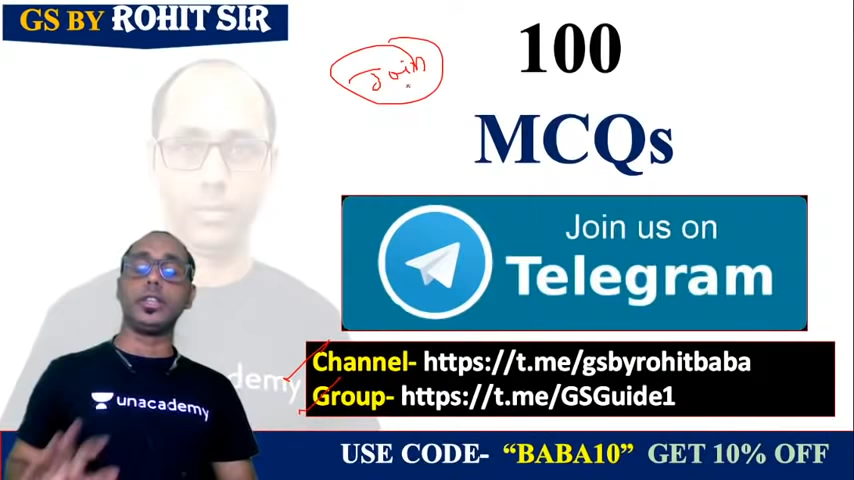 GS BY ROHIT SIR
Join
100
MCQs
Join us on
Telegram
Channel- https://t.me/gsbyrohitbaba
Group- https://t.me/GSGuide1
demy
unacademy
USE CODE- “BABA10” GET 10% OFF